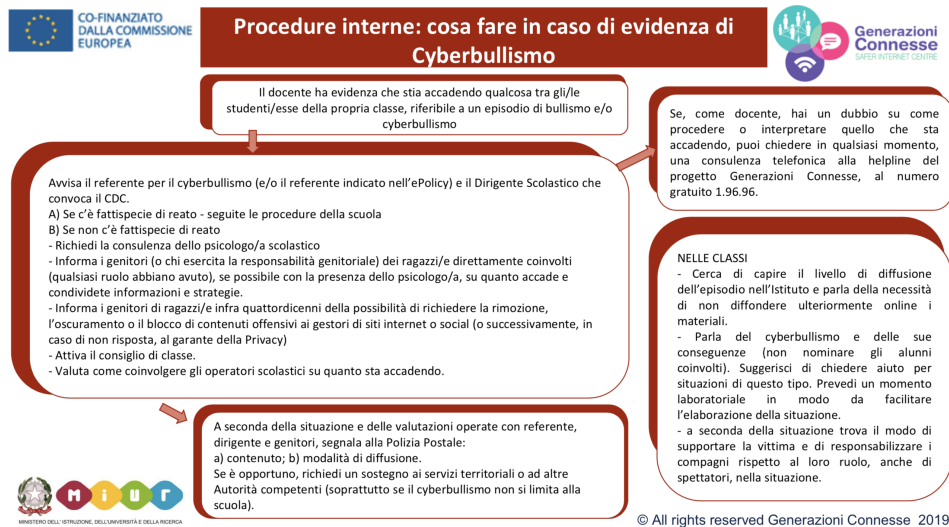 CO-FINANZIATO
DALLA COMMISSIONE
EUROPEA
Procedure interne: cosa fare in caso di evidenza di
Cyberbullismo
Generazioni
Connesse
SAFER INTERNET CENTRE
Il docente ha evidenza che stia accadendo qualcosa tra gli/le
studenti/esse della propria classe, riferibile a un episodio di bullismo e/o
cyberbullismo
Se, come docente, hai un dubbio su come
procedere o interpretare quello che sta
accadendo, puoi chiedere in qualsiasi momento,
una consulenza telefonica alla helpline del
progetto Generazioni Connesse, al numero
gratuito 1.96.96.
Avvisa il referente per il cyberbullismo (e/o il referente indicato nell'ePolicy) e il Dirigente Scolastico che
convoca il CDC.
A) Se c'è fattispecie di reato - seguite le procedure della scuola
B) Se non c'è fattispecie di reato
- Richiedi la consulenza dello psicologo/a scolastico
- Informa i genitori (o chi esercita la responsabilità genitoriale) dei ragazzi/e direttamente coinvolti
(qualsiasi ruolo abbiano avuto), se possibile con la presenza dello psicologo/a, su quanto accade e
condividete informazioni e strategie.
- Informa i genitori di ragazzi/e infra quattordicenni della possibilità di richiedere la rimozione,
l'oscuramento o il blocco di contenuti offensivi ai gestori di siti internet o social (o successivamente, in
caso di non risposta, al garante della Privacy)
- Attiva il consiglio di classe.
- Valuta come coinvolgere gli operatori scolastici su quanto sta accadendo.
NELLE CLASSI
- Cerca di capire il livello di diffusione
dell'episodio nell'Istituto e parla della necessità
di non diffondere ulteriormente online i
materiali.
- Parla del cyberbullismo e delle sue
conseguenze (non nominare gli alunni
coinvolti). Suggerisci di chiedere aiuto per
situazioni di questo tipo. Prevedi un momento
laboratoriale in modo da facilitare
l'elaborazione della situazione.
- a seconda della situazione trova il modo di
supportare la vittima e di responsabilizzare i
compagni rispetto al loro ruolo, anche di
spettatori, nella situazione.
A seconda della situazione e delle valutazioni operate con referente,
dirigente e genitori, segnala alla Polizia Postale:
a) contenuto; b) modalità di diffusione.
Se è opportuno, richiedi un sostegno ai servizi territoriali o ad altre
Autorità competenti (soprattutto se il cyberbullismo non si limita alla
scuola).
miur
MINISTERO DELL' ISTRUZIONE, DELL'UNIVERSITÀ E DELLA RICERCA
© All rights reserved Generazioni Connesse 2019